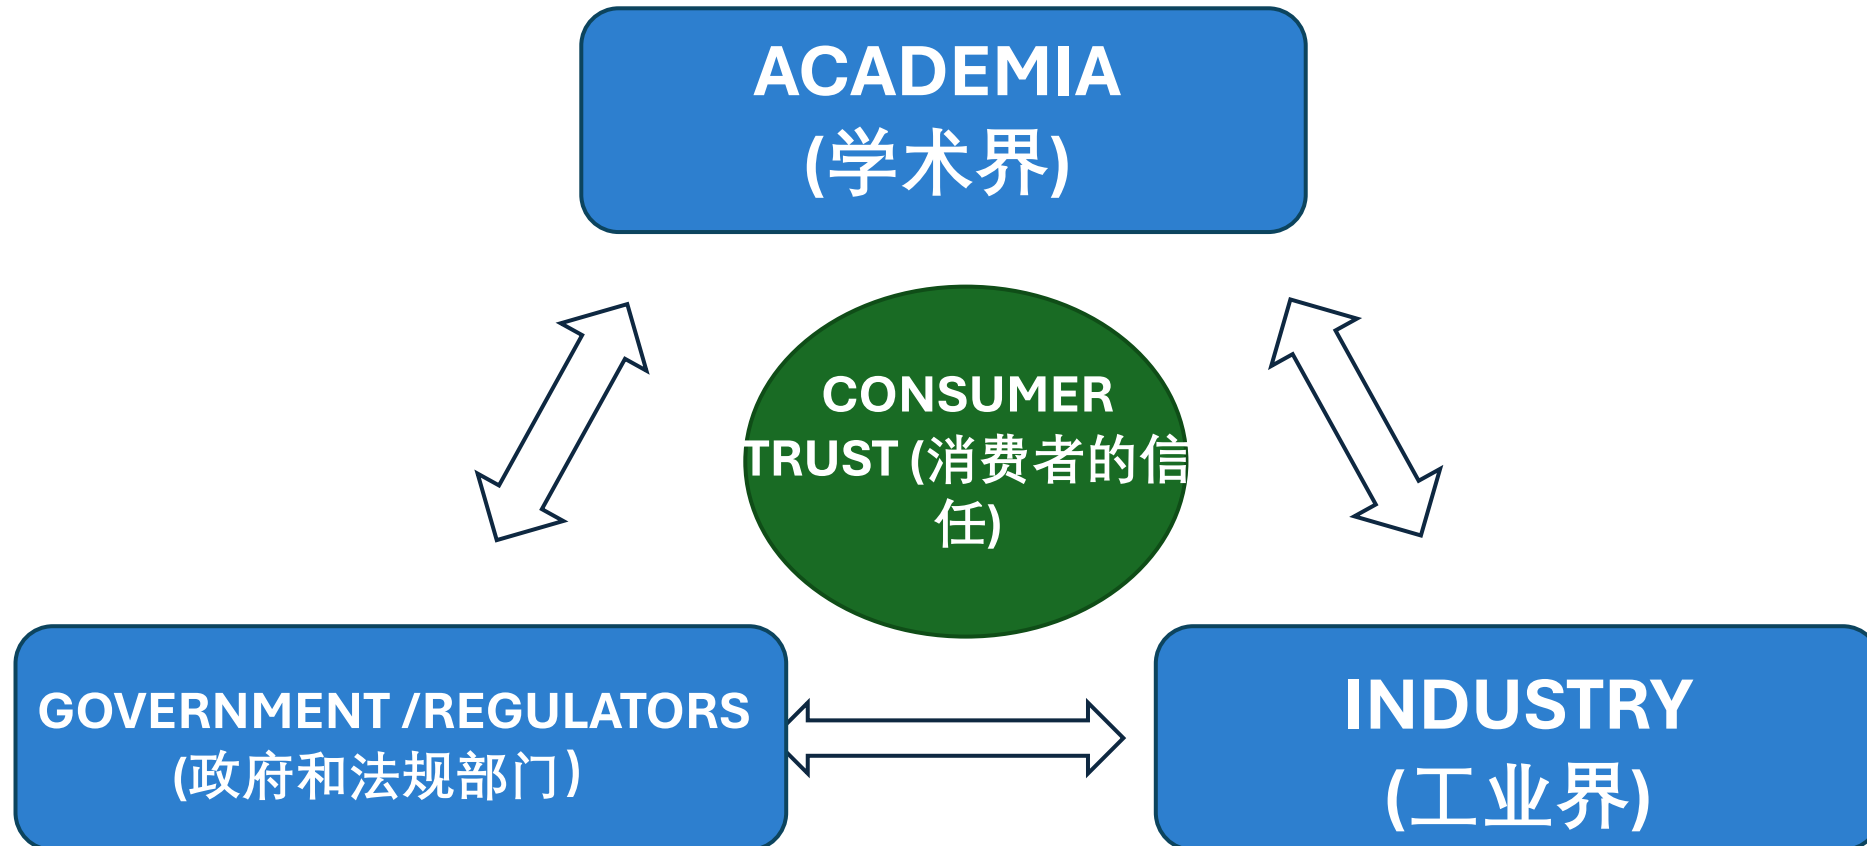 ACADEMIA
(学术界)
CONSUMER
TRUST (消费者的信
任)
GOVERNMENT /REGULATORS
(政府和法规部门)
INDUSTRY
(工业界)